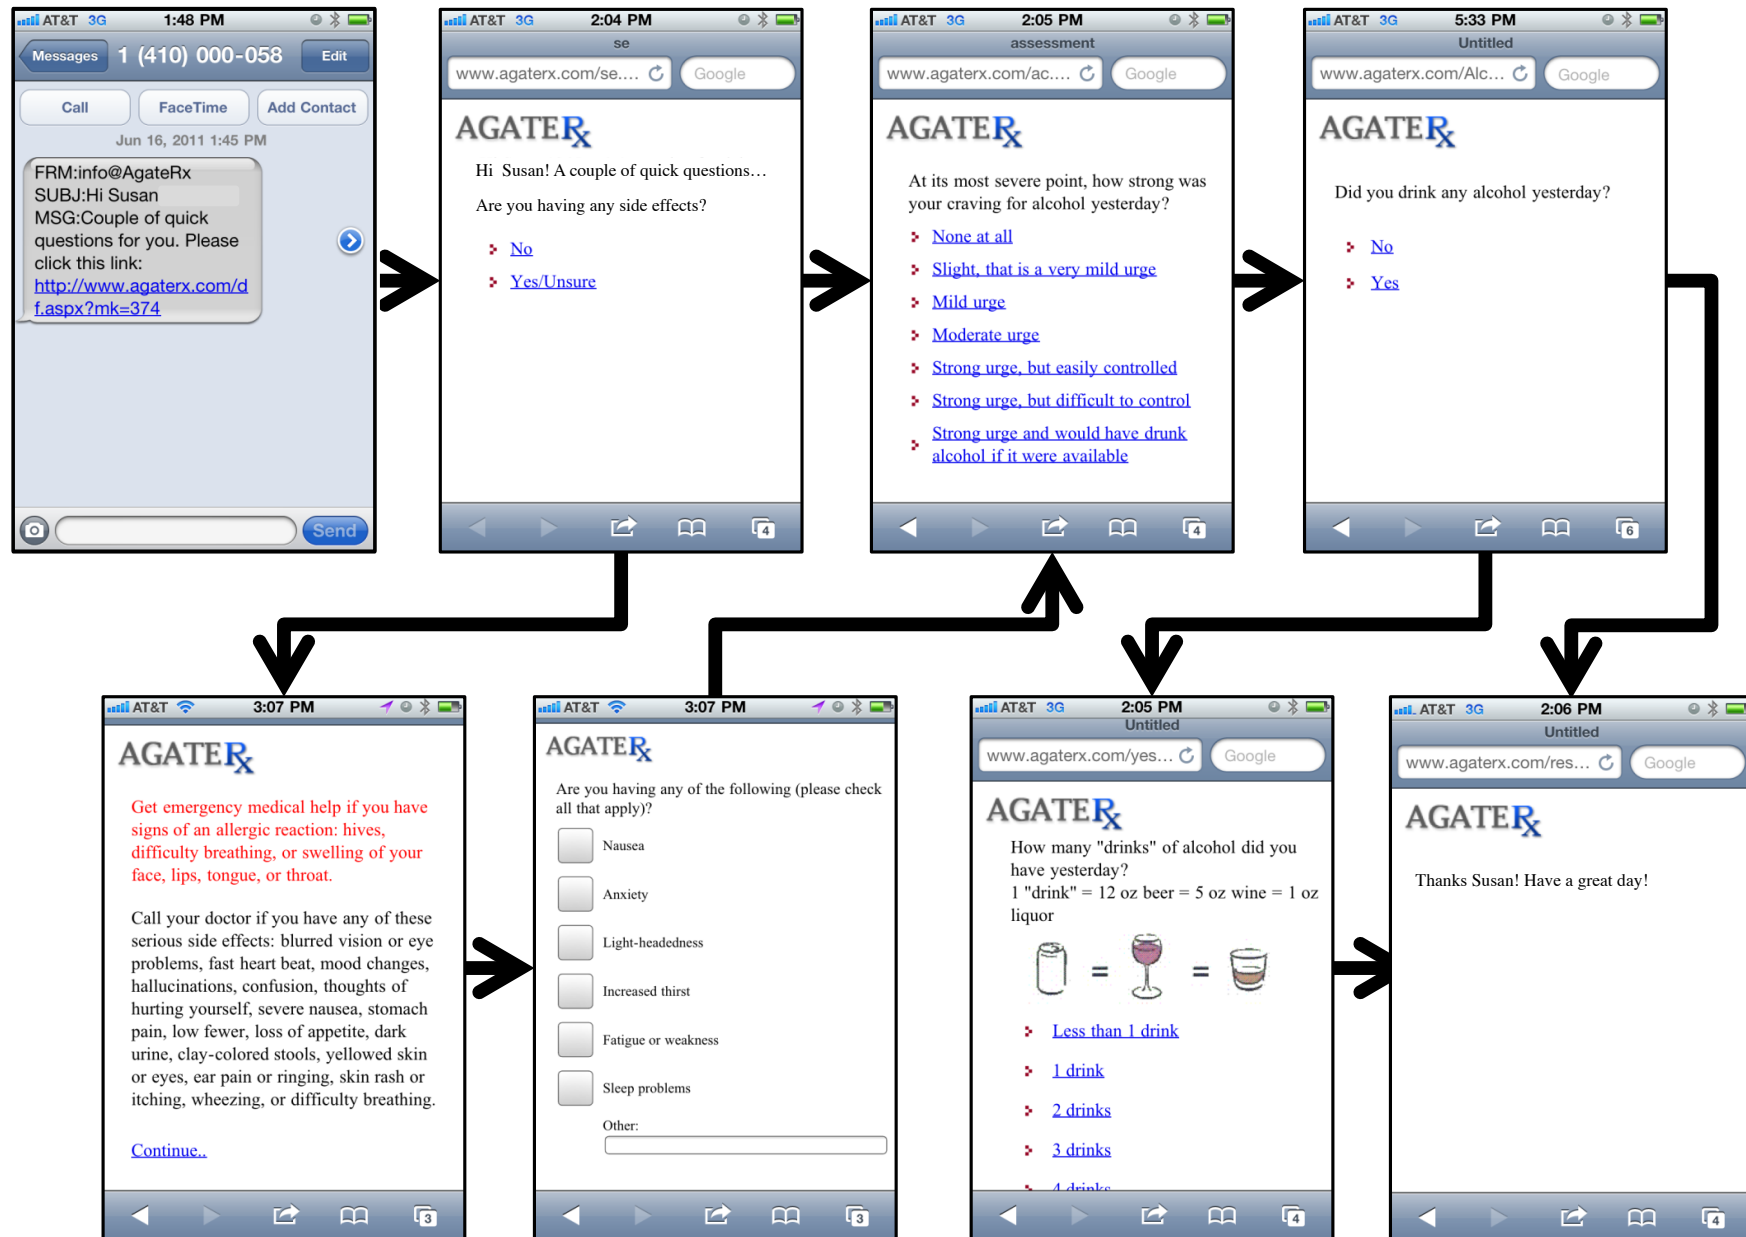 AT&T 3G 1:48 PM
Messages 1 (410) 000-058 Edit
Call FaceTime Add Contact
Jun 16, 2011 1:45 PM
FRM:info@AgateRx
SUBJ:Hi Susan
MSG:Couple of quick
questions for you. Please
click this link:
http://www.agaterx.com/d
f.aspx?mk=374
Send
AT&T 3G 2:04 PM
se
www.agaterx.com/se.... Google
AGATERx
Hi Susan! A couple of quick questions...
Are you having any side effects?
No
Yes/Unsure
4
AT&T 3G 2:05 PM
assessment
www.agaterx.com/ac.... Google
AGATERx
At its most severe point, how strong was
your craving for alcohol yesterday?
None at all
Slight, that is a very mild urge
Mild urge
Moderate urge
Strong urge, but easily controlled
Strong urge, but difficult to control
Strong urge and would have drunk
alcohol if it were available
4
AT&T 3G 5:33 PM
Untitled
www.agaterx.com/Alc... Google
AGATERx
Did you drink any alcohol yesterday?
No
Yes
6
AT&T 3:07 PM
AGATERx
Get emergency medical help if you have
signs of an allergic reaction: hives,
difficulty breathing, or swelling of your
face, lips, tongue, or throat.
Call your doctor if you have any of these
serious side effects: blurred vision or eye
problems, fast heart beat, mood changes,
hallucinations, confusion, thoughts of
hurting yourself, severe nausea, stomach
pain, low fewer, loss of appetite, dark
urine, clay-colored stools, yellowed skin
or eyes, ear pain or ringing, skin rash or
itching, wheezing, or difficulty breathing.
Continue..
3
AT&T 3:07 PM
AGATERx
Are you having any of the following (please check
all that apply)?
Nausea
Anxiety
Light-headedness
Increased thirst
Fatigue or weakness
Sleep problems
Other:
3
AT&T 3G 2:05 PM
Untitled
www.agaterx.com/yes... Google
AGATERx
How many "drinks" of alcohol did you
have yesterday?
1 "drink" = 12 oz beer = 5 oz wine = 1 oz
liquor
= =
Less than 1 drink
1 drink
2 drinks
3 drinks
4 drinks
4
AT&T 3G 2:06 PM
Untitled
www.agaterx.com/res... Google
AGATERx
Thanks Susan! Have a great day!
4